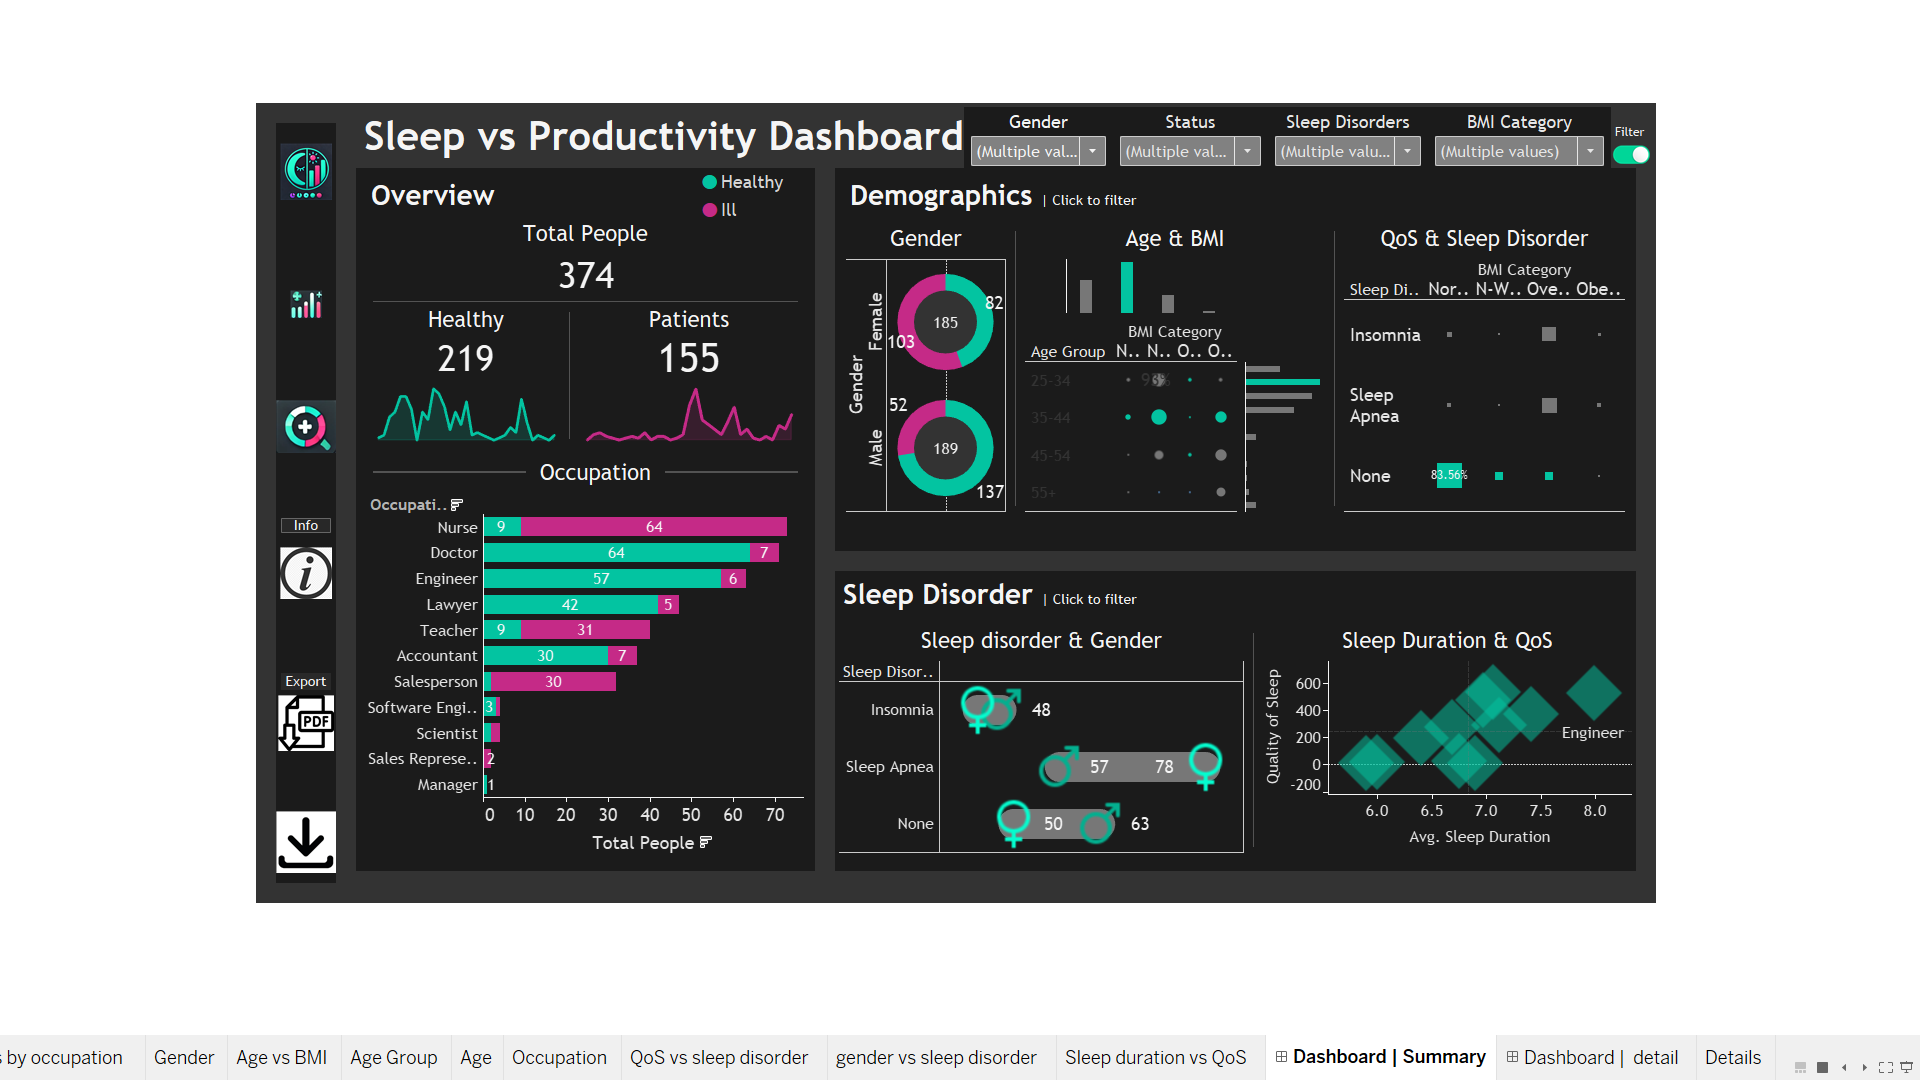 Sleep vs Productivity Dashboard
Gender
Status
Sleep Disorders
BMI Category
Filter
(Multiple val...
(Multiple val...
(Multiple valu...
(Multiple values)
Overview
Healthy
Ill
Total People
374
Healthy
219
Patients
155
Occupation
Occupati..
Nurse 9 64
Doctor 64 7
Engineer 57 6
Lawyer 42 5
Teacher 9 31
Accountant 30 7
Salesperson 30
Software Engi.. 3
Scientist
Sales Represe.. 2
Manager 1
0 10 20 30 40 50 60 70
Total People
Info
i
Export
PDF
Demographics | Click to filter
Gender
Gender
Female
82
185
103
Male
52
189
137
Age & BMI
BMI Category
Age Group N.. N.. O.. O..
25-34
35-44
45-54
55+
QoS & Sleep Disorder
BMI Category
Sleep Di.. Nor.. N-W.. Ove.. Obe..
Insomnia
Sleep
Apnea
None 83.56%
Sleep Disorder | Click to filter
Sleep disorder & Gender
Sleep Disor..
Insomnia 48
Sleep Apnea 57 78
None 50 63
Sleep Duration & QoS
Quality of Sleep
600
400
200
0
-200
Engineer
6.0 6.5 7.0 7.5 8.0
Avg. Sleep Duration
s by occupation
Gender
Age vs BMI
Age Group
Age
Occupation
QoS vs sleep disorder
gender vs sleep disorder
Sleep duration vs QoS
Dashboard | Summary
Dashboard | detail
Details